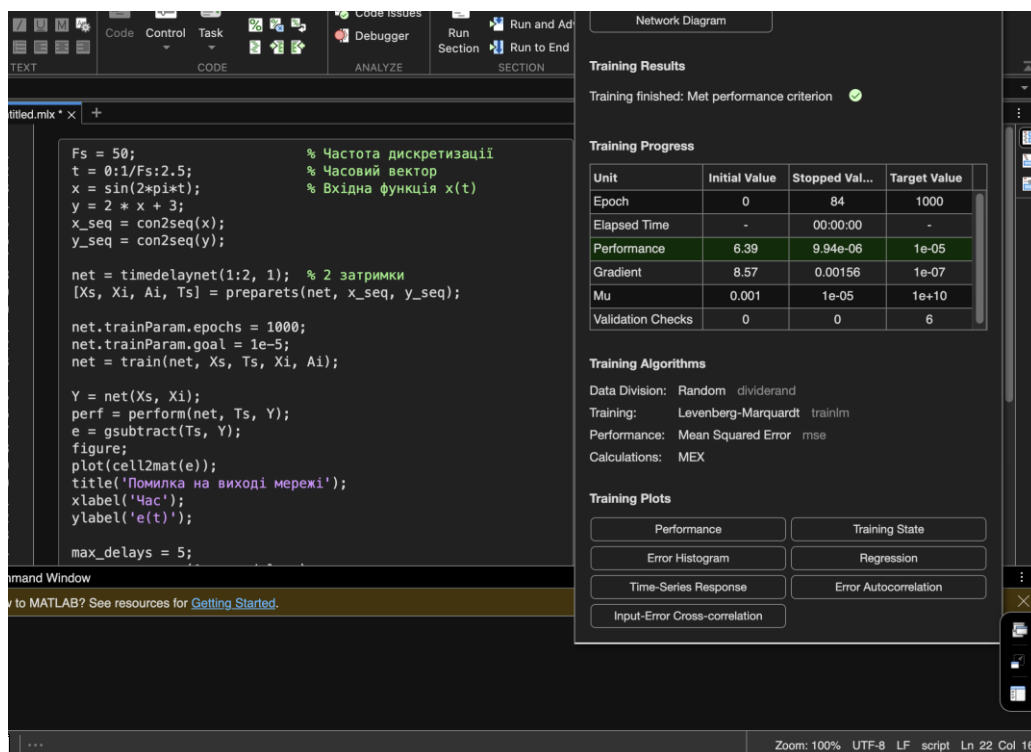 Code
Control
Task
Code Issues
Debugger
Run
Section
Run and Ad
Run to End
TEXT
CODE
ANALYZE
SECTION
titled.mlx *
Fs = 50; % Частота дискретизації
t = 0:1/Fs:2.5; % Часовий вектор
x = sin(2*pi*t); % Вхідна функція x(t)
y = 2 * x + 3;
x_seq = con2seq(x);
y_seq = con2seq(y);
net = timedelaynet(1:2, 1); % 2 затримки
[Xs, Xi, Ai, Ts] = preparets(net, x_seq, y_seq);
net.trainParam.epochs = 1000;
net.trainParam.goal = 1e-5;
net = train(net, Xs, Ts, Xi, Ai);
Y = net(Xs, Xi);
perf = perform(net, Ts, Y);
e = gsubtract(Ts, Y);
figure;
plot(cell2mat(e));
title('Помилка на виході мережі');
xlabel('Час');
ylabel('e(t)');
max_delays = 5;
mmand Window
w to MATLAB? See resources for Getting Started.
Network Diagram
Training Results
Training finished: Met performance criterion
Training Progress
Unit Initial Value Stopped Val... Target Value
Epoch 0 84 1000
Elapsed Time - 00:00:00 -
Performance 6.39 9.94e-06 1e-05
Gradient 8.57 0.00156 1e-07
Mu 0.001 1e-05 1e+10
Validation Checks 0 0 6
Training Algorithms
Data Division: Random dividerand
Training: Levenberg-Marquardt trainlm
Performance: Mean Squared Error mse
Calculations: MEX
Training Plots
Performance Training State
Error Histogram Regression
Time-Series Response Error Autocorrelation
Input-Error Cross-correlation
Zoom: 100% UTF-8 LF script Ln 22 Col 16